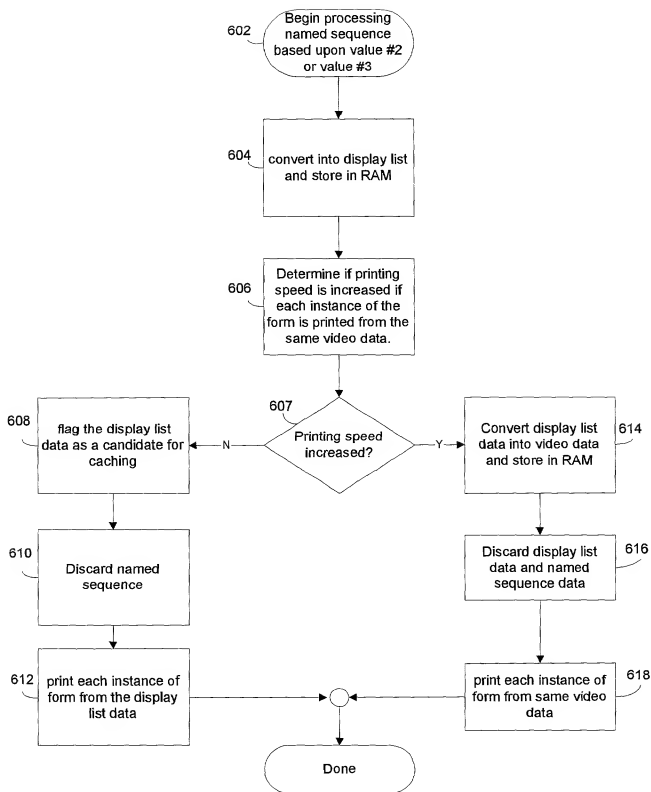 602
Begin processing
named sequence
based upon value #2
or value #3
604
convert into display list
and store in RAM
606
Determine if printing
speed is increased if
each instance of the
form is printed from the
same video data.
607
Printing speed
increased?
N
Y
608
flag the display list
data as a candidate for
caching
610
Discard named
sequence
612
print each instance of
form from the display
list data
Convert display list
data into video data
and store in RAM
614
Discard display list
data and named
sequence data
616
print each instance of
form from same video
data
618
Done